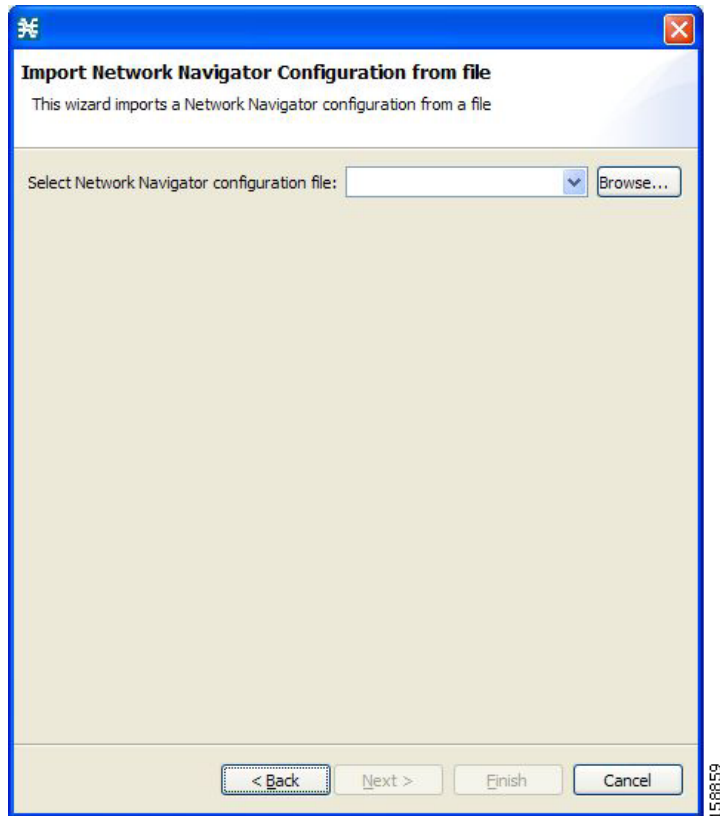 Import Network Navigator Configuration from file
This wizard imports a Network Navigator configuration from a file
Select Network Navigator configuration file:
Browse...
< Back
Next >
Finish
Cancel
158859